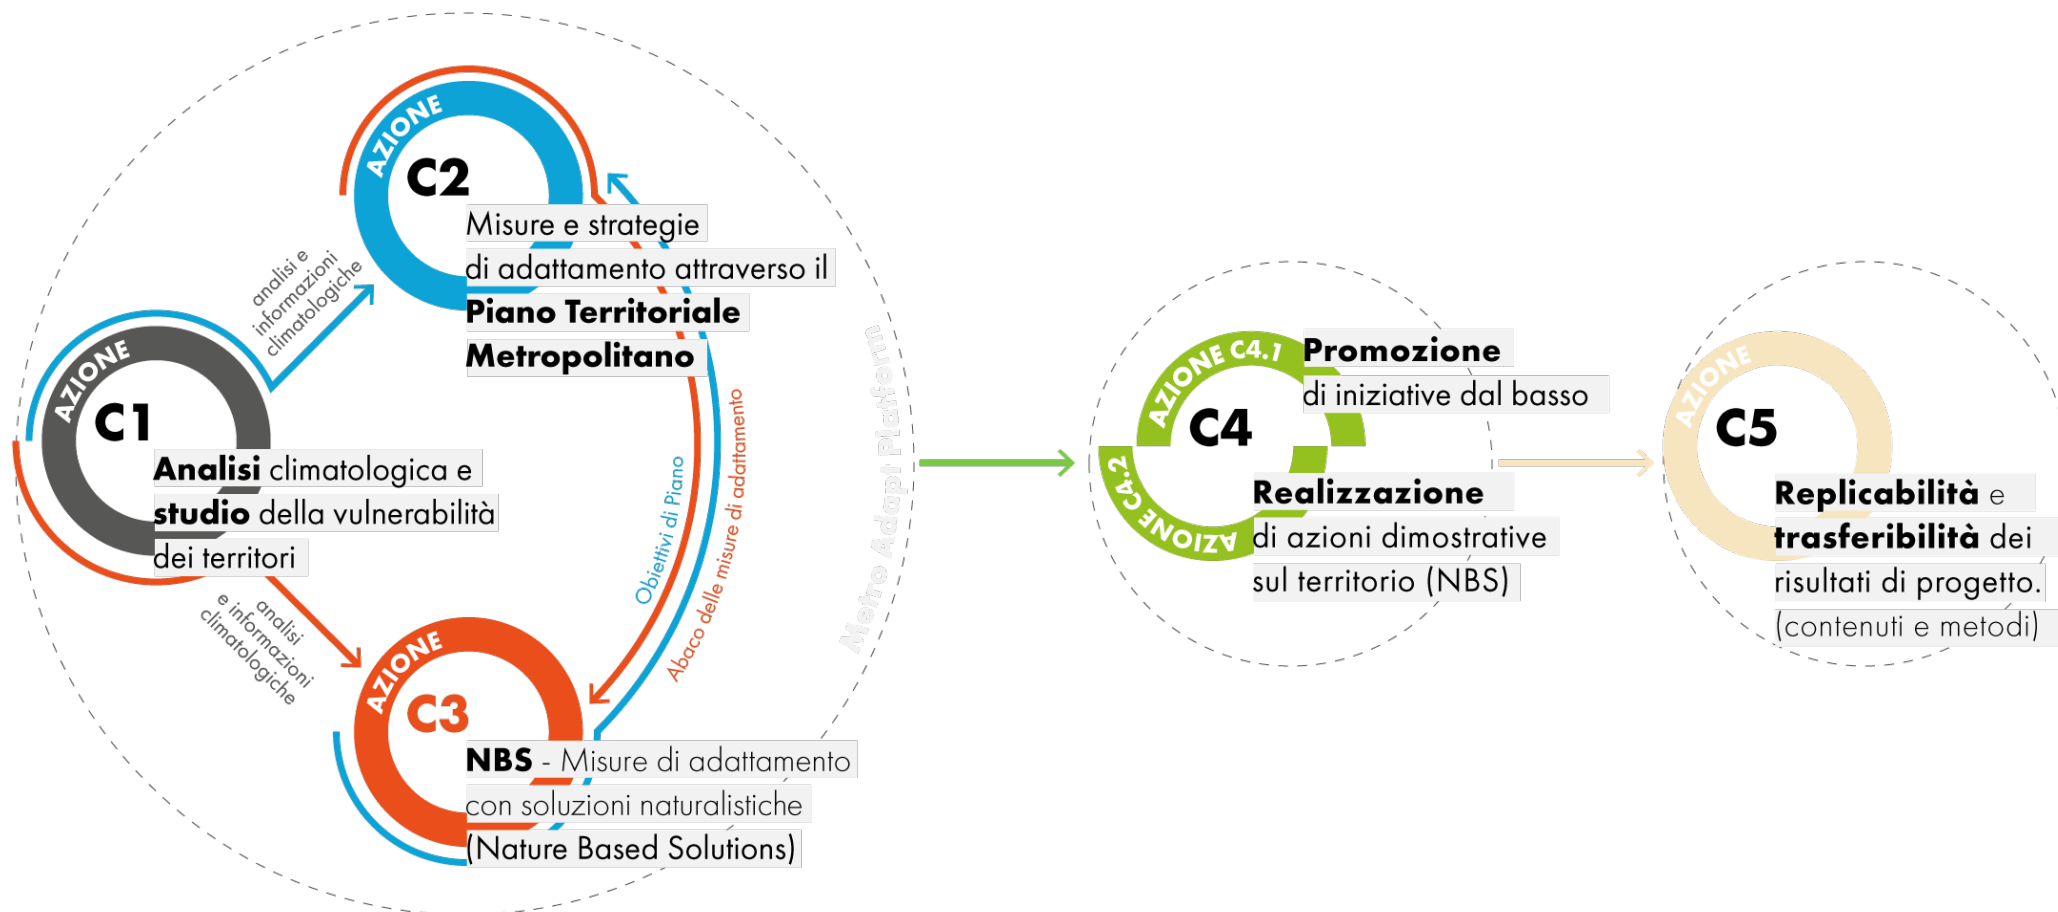 AZIONE
C1
Analisi climatologica e
studio della vulnerabilità
dei territori
analisi e
informazioni
climatologiche
analisi
e informazioni
climatologiche
AZIONE
C2
Misure e strategie
di adattamento attraverso il
Piano Territoriale
Metropolitano
AZIONE
C3
NBS - Misure di adattamento
con soluzioni naturalistiche
(Nature Based Solutions)
Obiettivi di Piano
Abaco delle misure di adattamento
Metro Adapt Platform
AZIONE C4.1
C4
AZIONE C4.2
Promozione
di iniziative dal basso
Realizzazione
di azioni dimostrative
sul territorio (NBS)
AZIONE
C5
Replicabilità e
trasferibilità dei
risultati di progetto.
(contenuti e metodi)